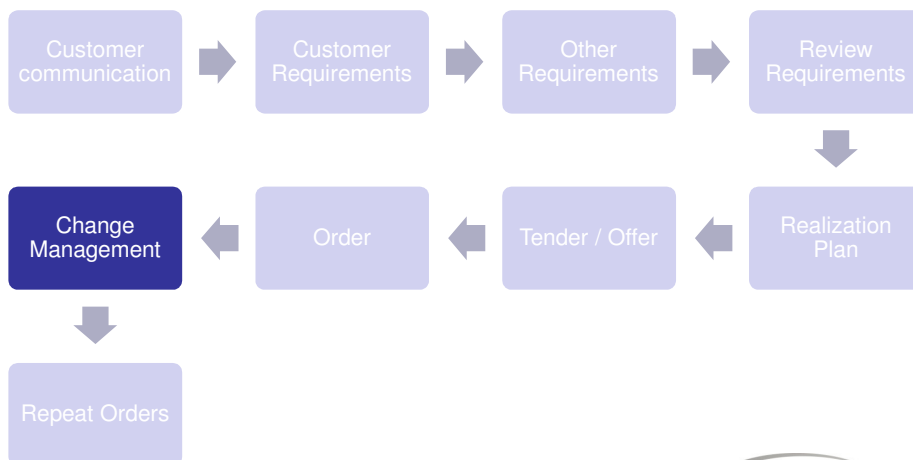 Customer
communication
Customer
Requirements
Other
Requirements
Review
Requirements
Change
Management
Order
Tender / Offer
Realization
Plan
Repeat Orders